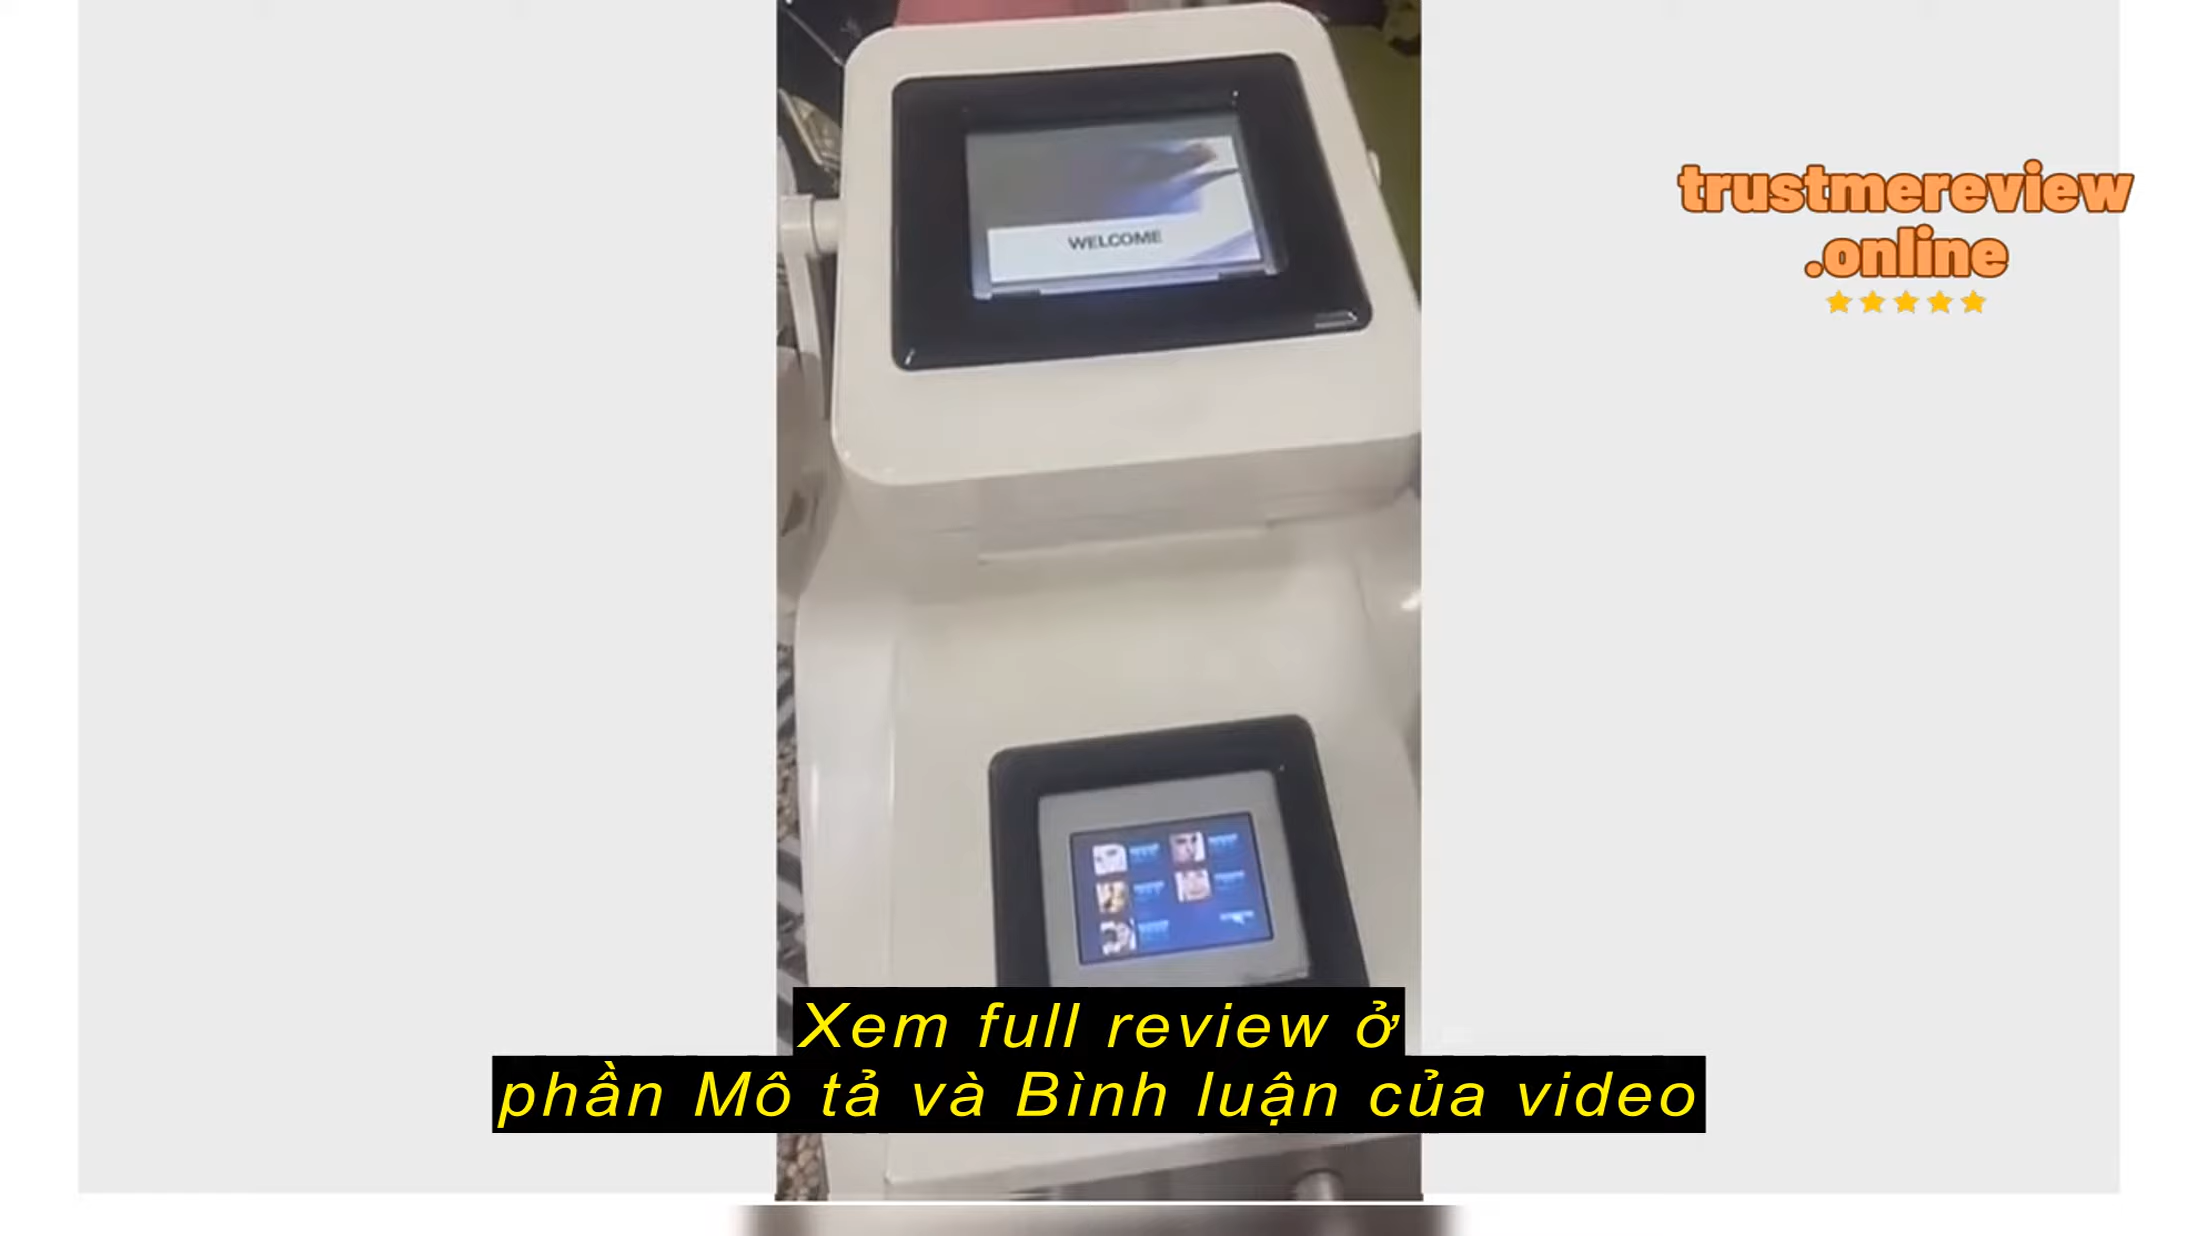 trustmereview
.online
WELCOME
Xem full review ở
phần Mô tả và Bình luận của video